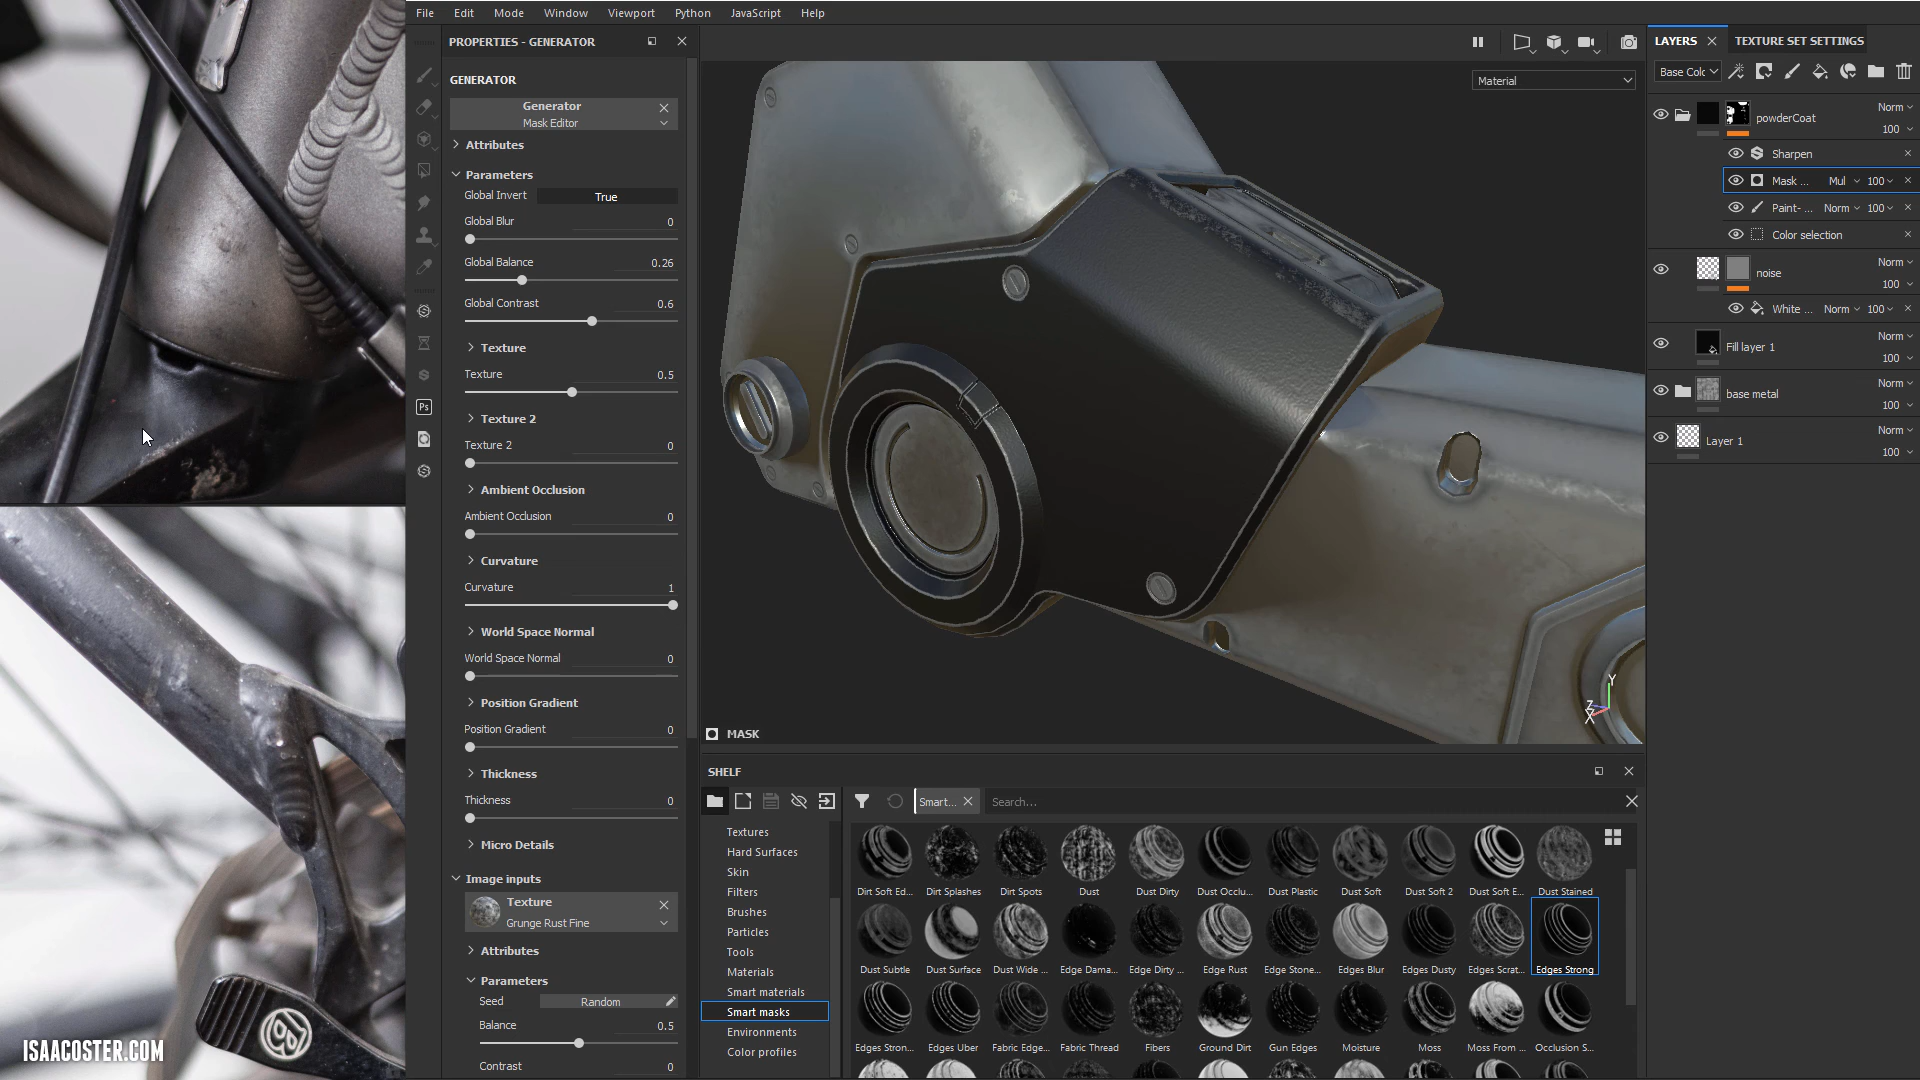 File Edit Mode Window Viewport Python JavaScript Help
PROPERTIES - GENERATOR
GENERATOR
Generator
Mask Editor
Attributes
Parameters
Global Invert True
Global Blur 0
Global Balance 0.26
Global Contrast 0.6
Texture
Texture 0.5
Texture 2
Texture 2 0
Ambient Occlusion
Ambient Occlusion 0
Curvature
Curvature 1
World Space Normal
World Space Normal 0
Position Gradient
Position Gradient 0
Thickness
Thickness 0
Micro Details
Image inputs
Texture
Grunge Rust Fine
Attributes
Parameters
Seed Random
Balance 0.5
Contrast 0
Ps
ISAACOSTER.COM
Material
Y
Z
X
MASK
SHELF
Smart...
Search...
Textures
Hard Surfaces
Skin
Filters
Brushes
Particles
Tools
Materials
Smart materials
Smart masks
Environments
Color profiles
Dirt Soft Ed... Dirt Splashes Dirt Spots Dust Dust Dirty Dust Occlu... Dust Plastic Dust Soft Dust Soft 2 Dust Soft E... Dust Stained
Dust Subtle Dust Surface Dust Wide ... Edge Dama... Edge Dirty ... Edge Rust Edge Stone... Edges Blur Edges Dusty Edges Scrat... Edges Strong
Edges Stron... Edges Uber Fabric Edge... Fabric Thread Fibers Ground Dirt Gun Edges Moisture Moss Moss From ... Occlusion S...
LAYERS TEXTURE SET SETTINGS
Base Colc
powderCoat Norm
100
Sharpen
Mask ... Mul 100
Paint- ... Norm 100
Color selection
noise Norm
100
White ... Norm 100
Fill layer 1 Norm
100
base metal Norm
100
Layer 1 Norm
100